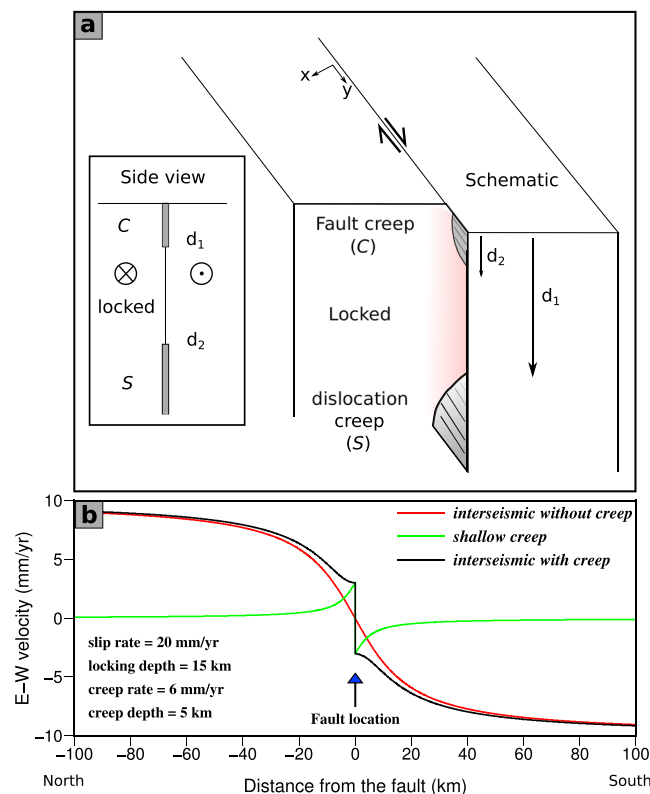 a
x
y
Schematic
Side view
C
d1
locked
d2
S
Fault creep
(C)
d2
d1
Locked
dislocation
creep
(S)
b
E−W velocity (mm/yr)
10
5
0
−5
−10
interseismic without creep
shallow creep
interseismic with creep
slip rate = 20 mm/yr
locking depth = 15 km
creep rate = 6 mm/yr
creep depth = 5 km
Fault location
−100 −80 −60 −40 −20 0 20 40 60 80 100
North
Distance from the fault (km)
South